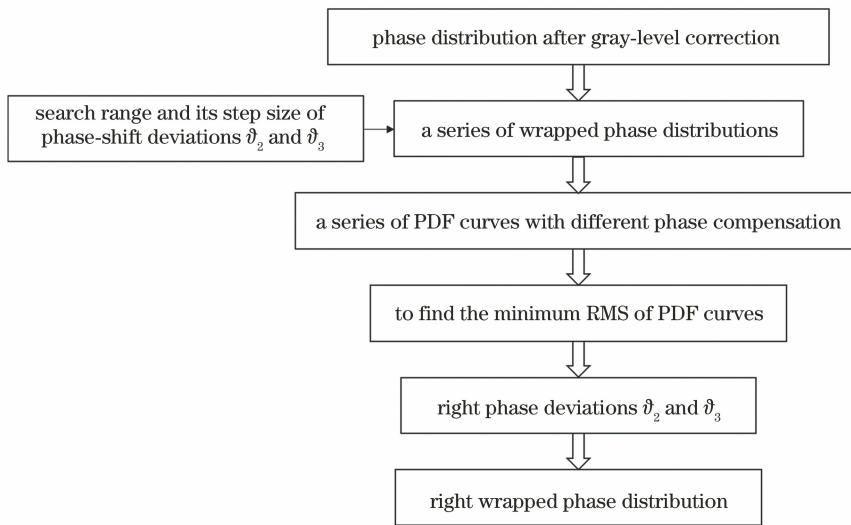 phase distribution after gray-level correction
search range and its step size of
phase-shift deviations ϑ₂ and ϑ₃
a series of wrapped phase distributions
a series of PDF curves with different phase compensation
to find the minimum RMS of PDF curves
right phase deviations ϑ₂ and ϑ₃
right wrapped phase distribution